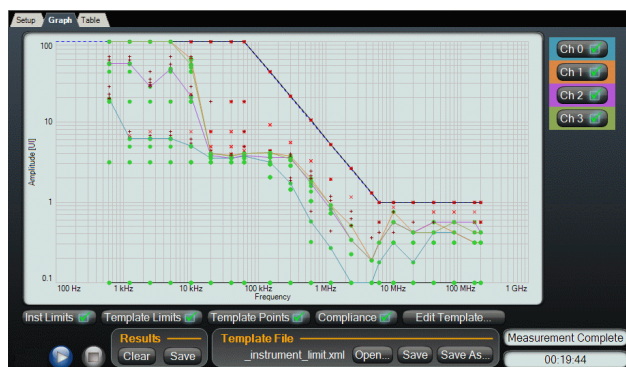 Setup Graph Table
100
10
1
0.1
Amplitude [UI]
100 Hz 1 kHz 10 kHz 100 kHz 1 MHz 10 MHz 100 MHz 1 GHz
Frequency
Ch 0
Ch 1
Ch 2
Ch 3
Inst Limits Template Limits Template Points Compliance Edit Template...
Results Template File
Clear Save _instrument_limit.xml Open... Save Save As...
Measurement Complete
00:19:44